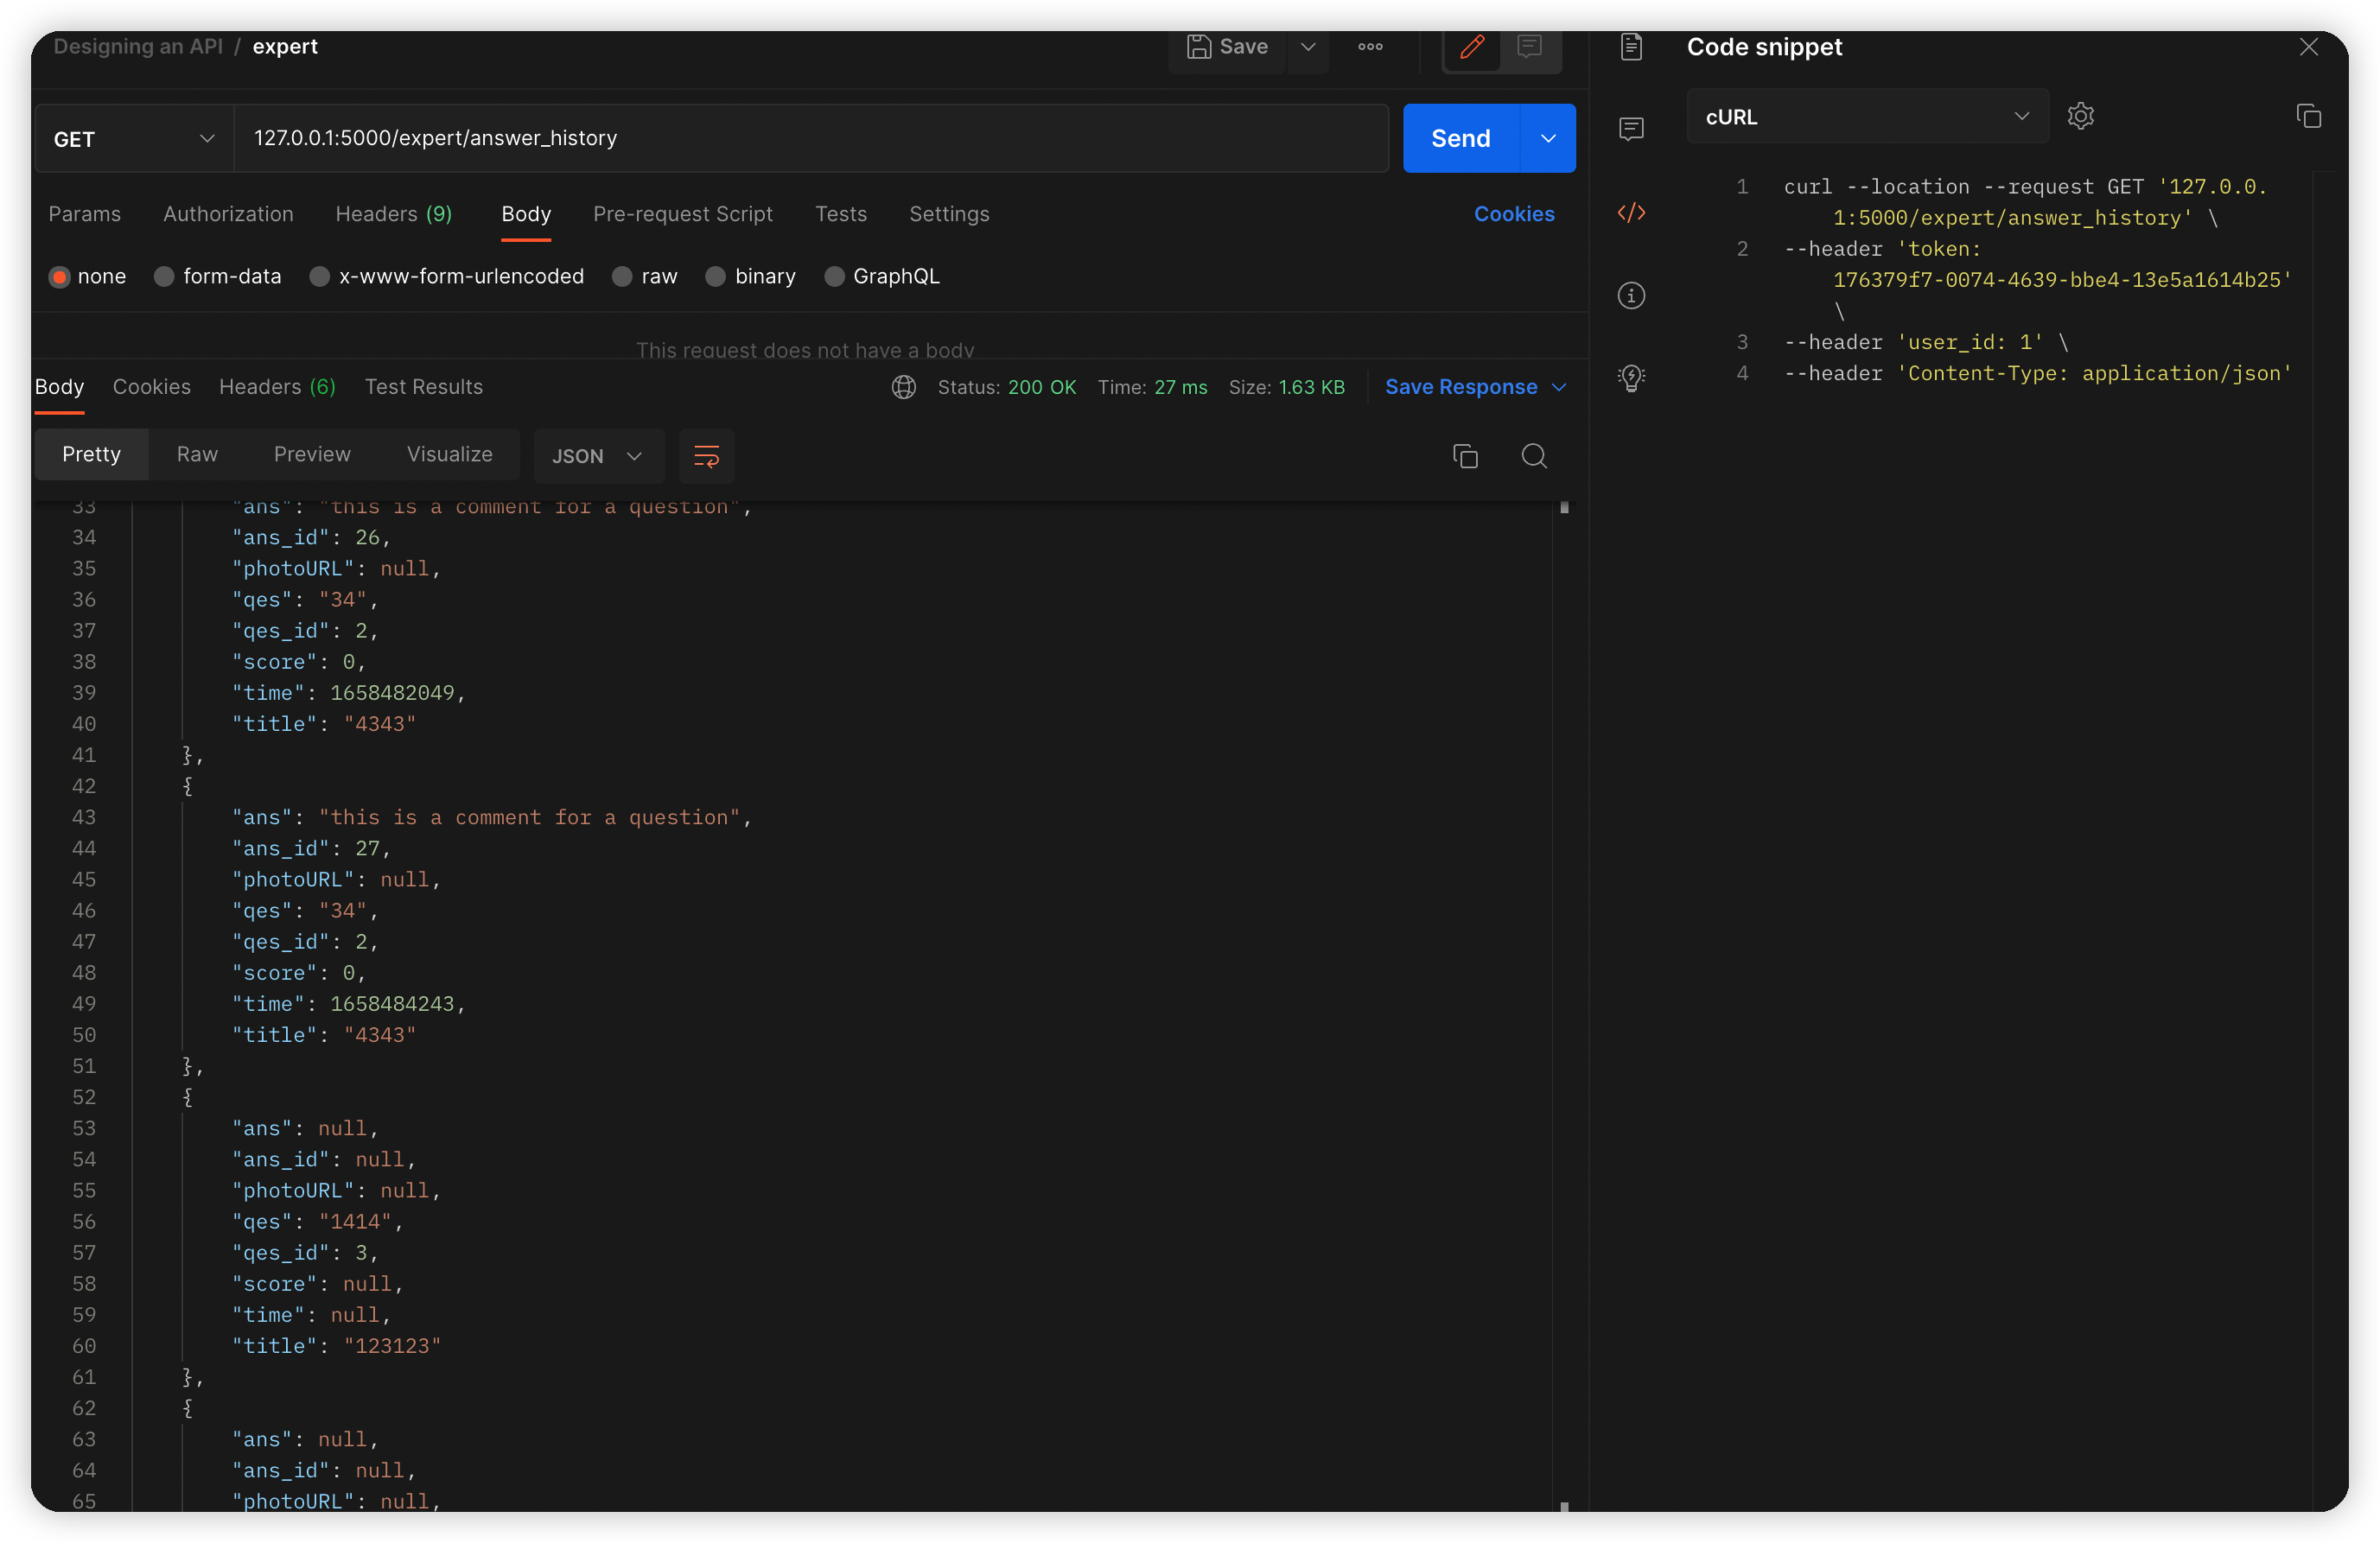 Designing an API / expert
Save
GET
127.0.0.1:5000/expert/answer_history
Send
Params Authorization Headers (9) Body Pre-request Script Tests Settings Cookies
none form-data x-www-form-urlencoded raw binary GraphQL
This request does not have a body
Body Cookies Headers (6) Test Results Status: 200 OK Time: 27 ms Size: 1.63 KB Save Response
Pretty Raw Preview Visualize JSON
33 "ans": "this is a comment for a question",
34 "ans_id": 26,
35 "photoURL": null,
36 "qes": "34",
37 "qes_id": 2,
38 "score": 0,
39 "time": 1658482049,
40 "title": "4343"
41 },
42 {
43 "ans": "this is a comment for a question",
44 "ans_id": 27,
45 "photoURL": null,
46 "qes": "34",
47 "qes_id": 2,
48 "score": 0,
49 "time": 1658484243,
50 "title": "4343"
51 },
52 {
53 "ans": null,
54 "ans_id": null,
55 "photoURL": null,
56 "qes": "1414",
57 "qes_id": 3,
58 "score": null,
59 "time": null,
60 "title": "123123"
61 },
62 {
63 "ans": null,
64 "ans_id": null,
65 "photoURL": null,
Code snippet
cURL
1 curl --location --request GET '127.0.0.
1:5000/expert/answer_history' \
2 --header 'token:
176379f7-0074-4639-bbe4-13e5a1614b25'
\
3 --header 'user_id: 1' \
4 --header 'Content-Type: application/json'